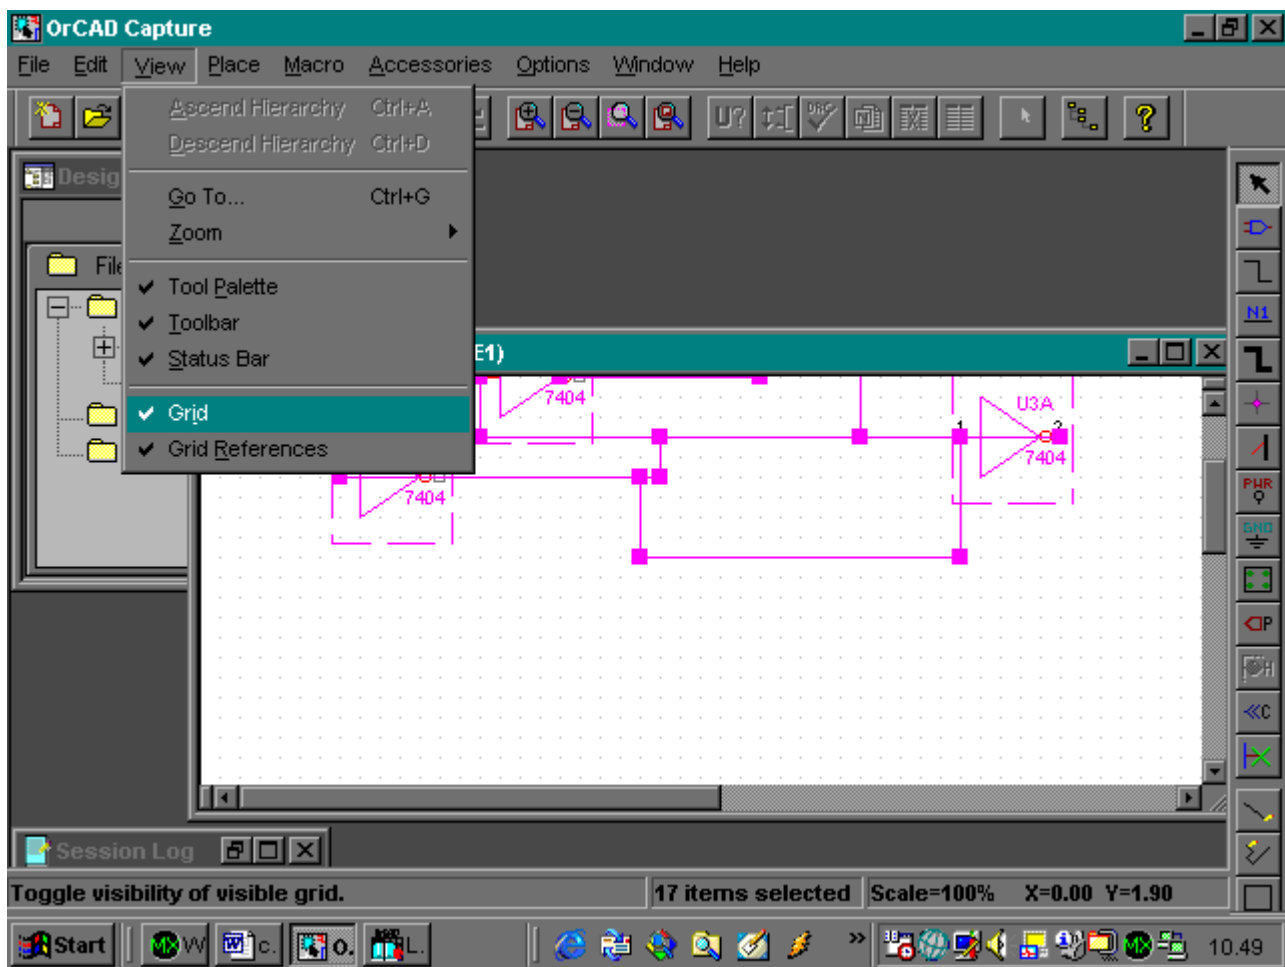 OrCAD Capture
File Edit View Place Macro Accessories Options Window Help
U?
Ascend Hierarchy Ctrl+A
Descend Hierarchy Ctrl+D
Desig
Go To... Ctrl+G
Zoom
File
Tool Palette
Toolbar
Status Bar
N1
E1)
Grid
Grid References
7404
U3A
1 2
7404
7404
PWR
GND
P
H
C
Session Log
Toggle visibility of visible grid. 17 items selected Scale=100% X=0.00 Y=1.90
Start W c. o. L. » 10.49